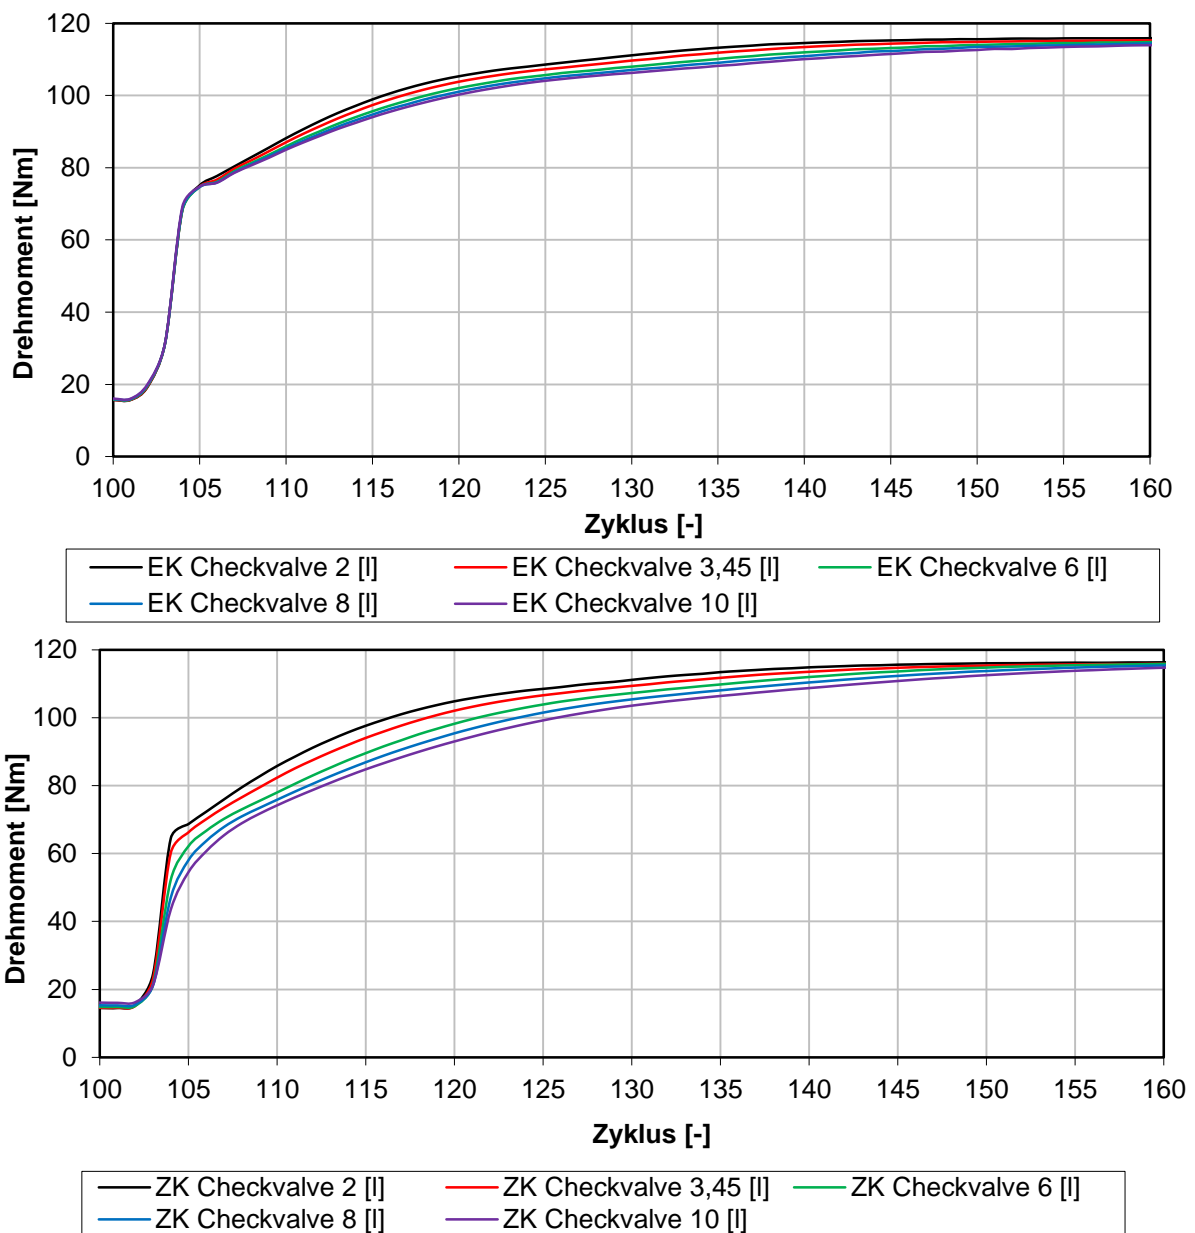 120
100
80
60
40
20
0
Drehmoment [Nm]
100 105 110 115 120 125 130 135 140 145 150 155 160
Zyklus [-]
EK Checkvalve 2 [l] EK Checkvalve 3,45 [l] EK Checkvalve 6 [l]
EK Checkvalve 8 [l] EK Checkvalve 10 [l]
120
100
80
60
40
20
0
Drehmoment [Nm]
100 105 110 115 120 125 130 135 140 145 150 155 160
Zyklus [-]
ZK Checkvalve 2 [l] ZK Checkvalve 3,45 [l] ZK Checkvalve 6 [l]
ZK Checkvalve 8 [l] ZK Checkvalve 10 [l]